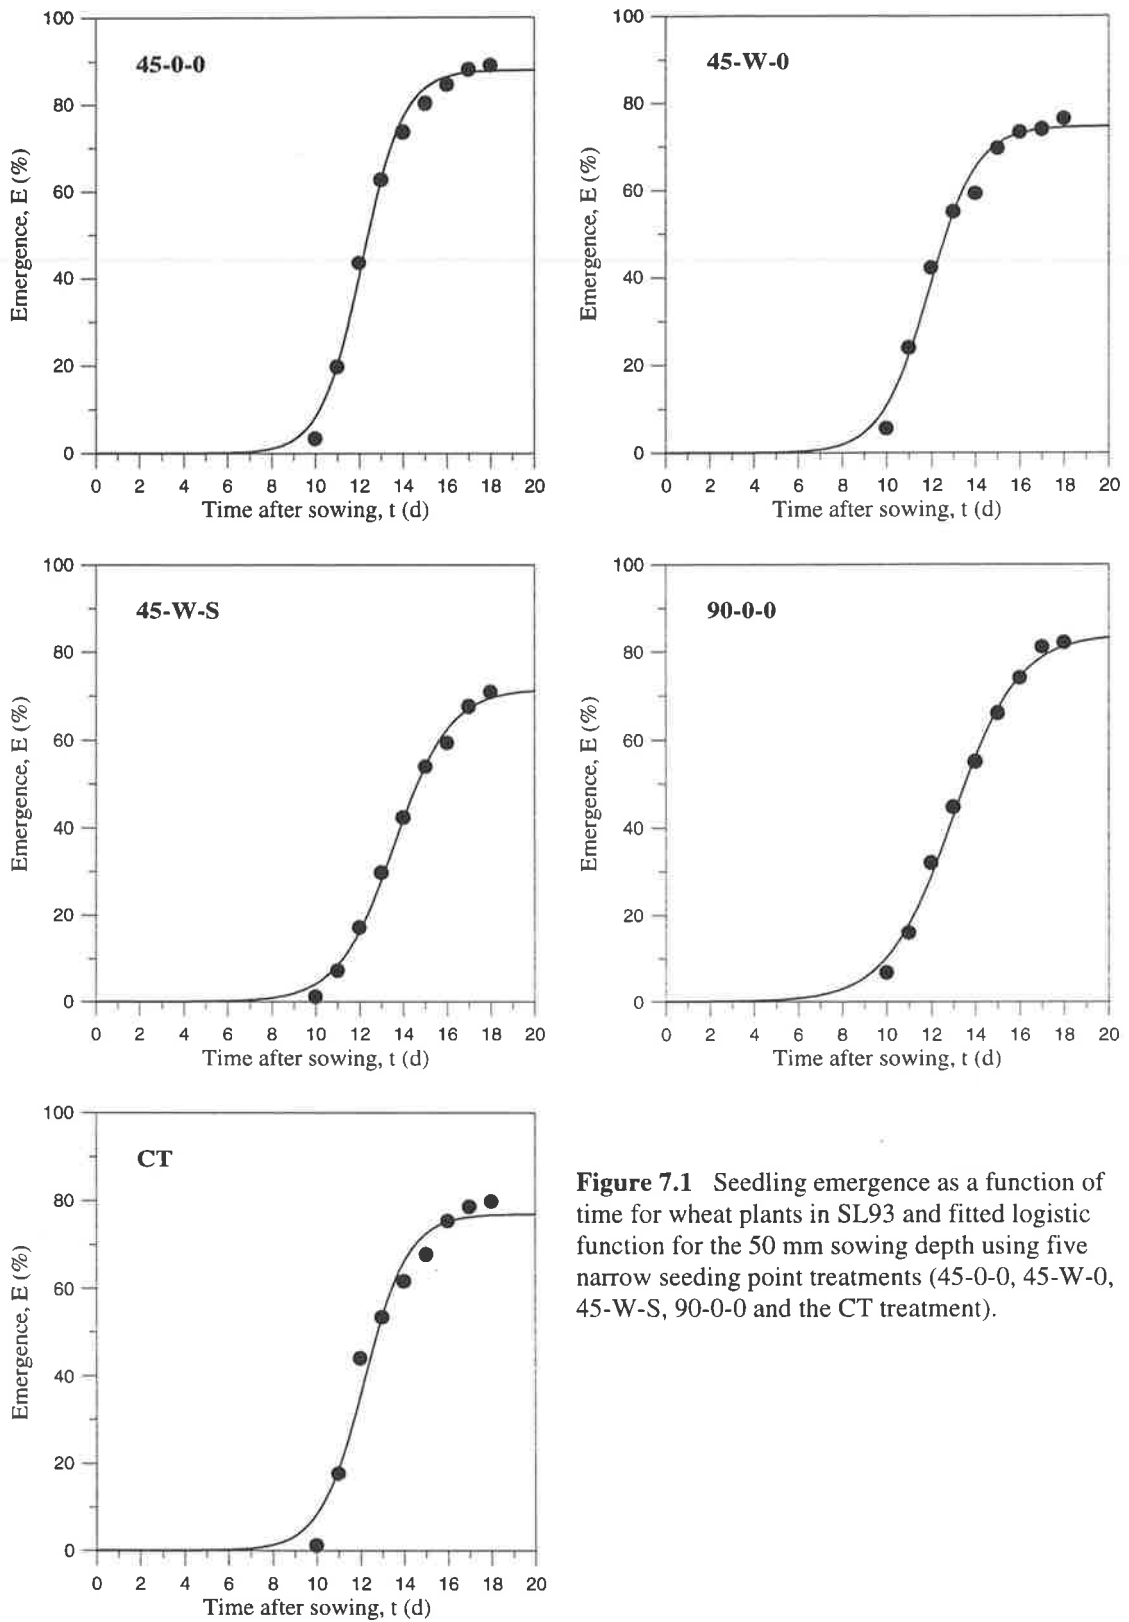 45-0-0
100
80
60
40
20
0
Emergence, E (%)
0 2 4 6 8 10 12 14 16 18 20
Time after sowing, t (d)
45-W-0
100
80
60
40
20
0
Emergence, E (%)
0 2 4 6 8 10 12 14 16 18 20
Time after sowing, t (d)
45-W-S
100
80
60
40
20
0
Emergence, E (%)
0 2 4 6 8 10 12 14 16 18 20
Time after sowing, t (d)
90-0-0
100
80
60
40
20
0
Emergence, E (%)
0 2 4 6 8 10 12 14 16 18 20
Time after sowing, t (d)
CT
100
80
60
40
20
0
Emergence, E (%)
0 2 4 6 8 10 12 14 16 18 20
Time after sowing, t (d)
Figure 7.1 Seedling emergence as a function of
time for wheat plants in SL93 and fitted logistic
function for the 50 mm sowing depth using five
narrow seeding point treatments (45-0-0, 45-W-0,
45-W-S, 90-0-0 and the CT treatment).